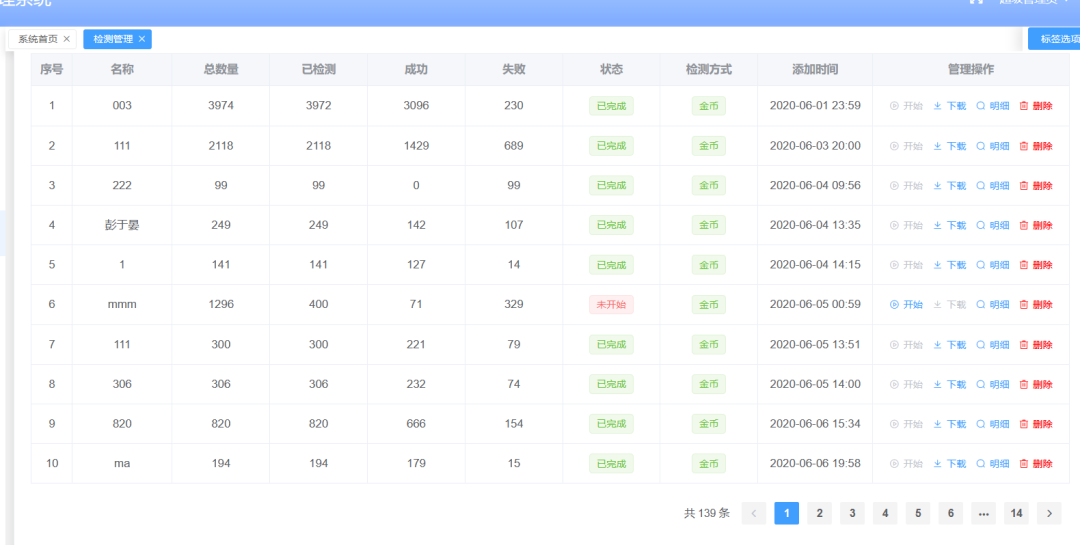 理系统
超级管理员
系统首页 × 检测管理 × 标签选项
序号 名称 总数量 已检测 成功 失败 状态 检测方式 添加时间 管理操作
1 003 3974 3972 3096 230 已完成 金币 2020-06-01 23:59 开始 下载 明细 删除
2 111 2118 2118 1429 689 已完成 金币 2020-06-03 20:00 开始 下载 明细 删除
3 222 99 99 0 99 已完成 金币 2020-06-04 09:56 开始 下载 明细 删除
4 彭于晏 249 249 142 107 已完成 金币 2020-06-04 13:35 开始 下载 明细 删除
5 1 141 141 127 14 已完成 金币 2020-06-04 14:15 开始 下载 明细 删除
6 mmm 1296 400 71 329 未开始 金币 2020-06-05 00:59 开始 下载 明细 删除
7 111 300 300 221 79 已完成 金币 2020-06-05 13:51 开始 下载 明细 删除
8 306 306 306 232 74 已完成 金币 2020-06-05 14:00 开始 下载 明细 删除
9 820 820 820 666 154 已完成 金币 2020-06-06 15:34 开始 下载 明细 删除
10 ma 194 194 179 15 已完成 金币 2020-06-06 19:58 开始 下载 明细 删除
共 139 条 < 1 2 3 4 5 6 ••• 14 >